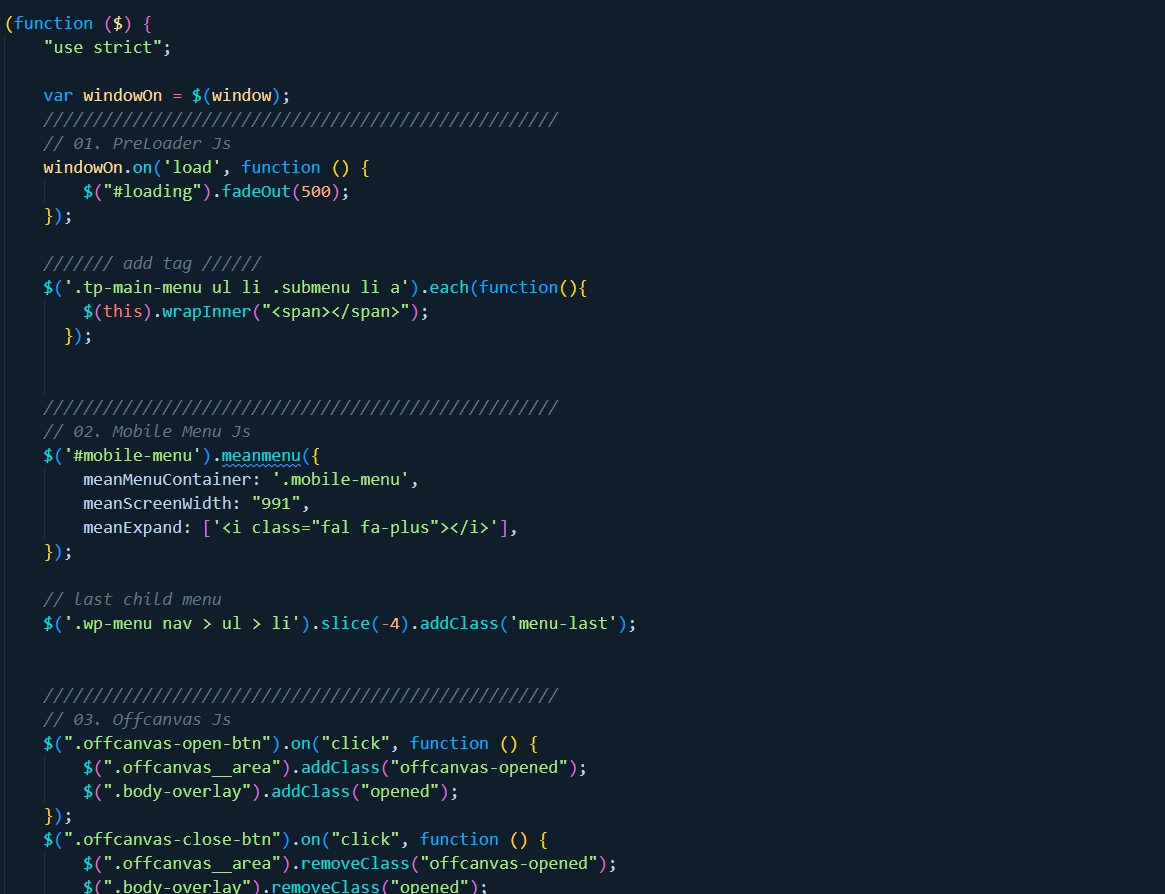 (function ($) {
    "use strict";

    var windowOn = $(window);
    ////////////////////////////////////////////////////
    // 01. PreLoader Js
    windowOn.on('load', function () {
        $("#loading").fadeOut(500);
    });

    /////// add tag //////
    $('.tp-main-menu ul li .submenu li a').each(function(){
        $(this).wrapInner("<span></span>");
      });


    ////////////////////////////////////////////////////
    // 02. Mobile Menu Js
    $('#mobile-menu').meanmenu({
        meanMenuContainer: '.mobile-menu',
        meanScreenWidth: "991",
        meanExpand: ['<i class="fal fa-plus"></i>'],
    });

    // last child menu
    $('.wp-menu nav > ul > li').slice(-4).addClass('menu-last');


    ////////////////////////////////////////////////////
    // 03. Offcanvas Js
    $(".offcanvas-open-btn").on("click", function () {
        $(".offcanvas__area").addClass("offcanvas-opened");
        $(".body-overlay").addClass("opened");
    });
    $(".offcanvas-close-btn").on("click", function () {
        $(".offcanvas__area").removeClass("offcanvas-opened");
        $(".body-overlay").removeClass("opened");